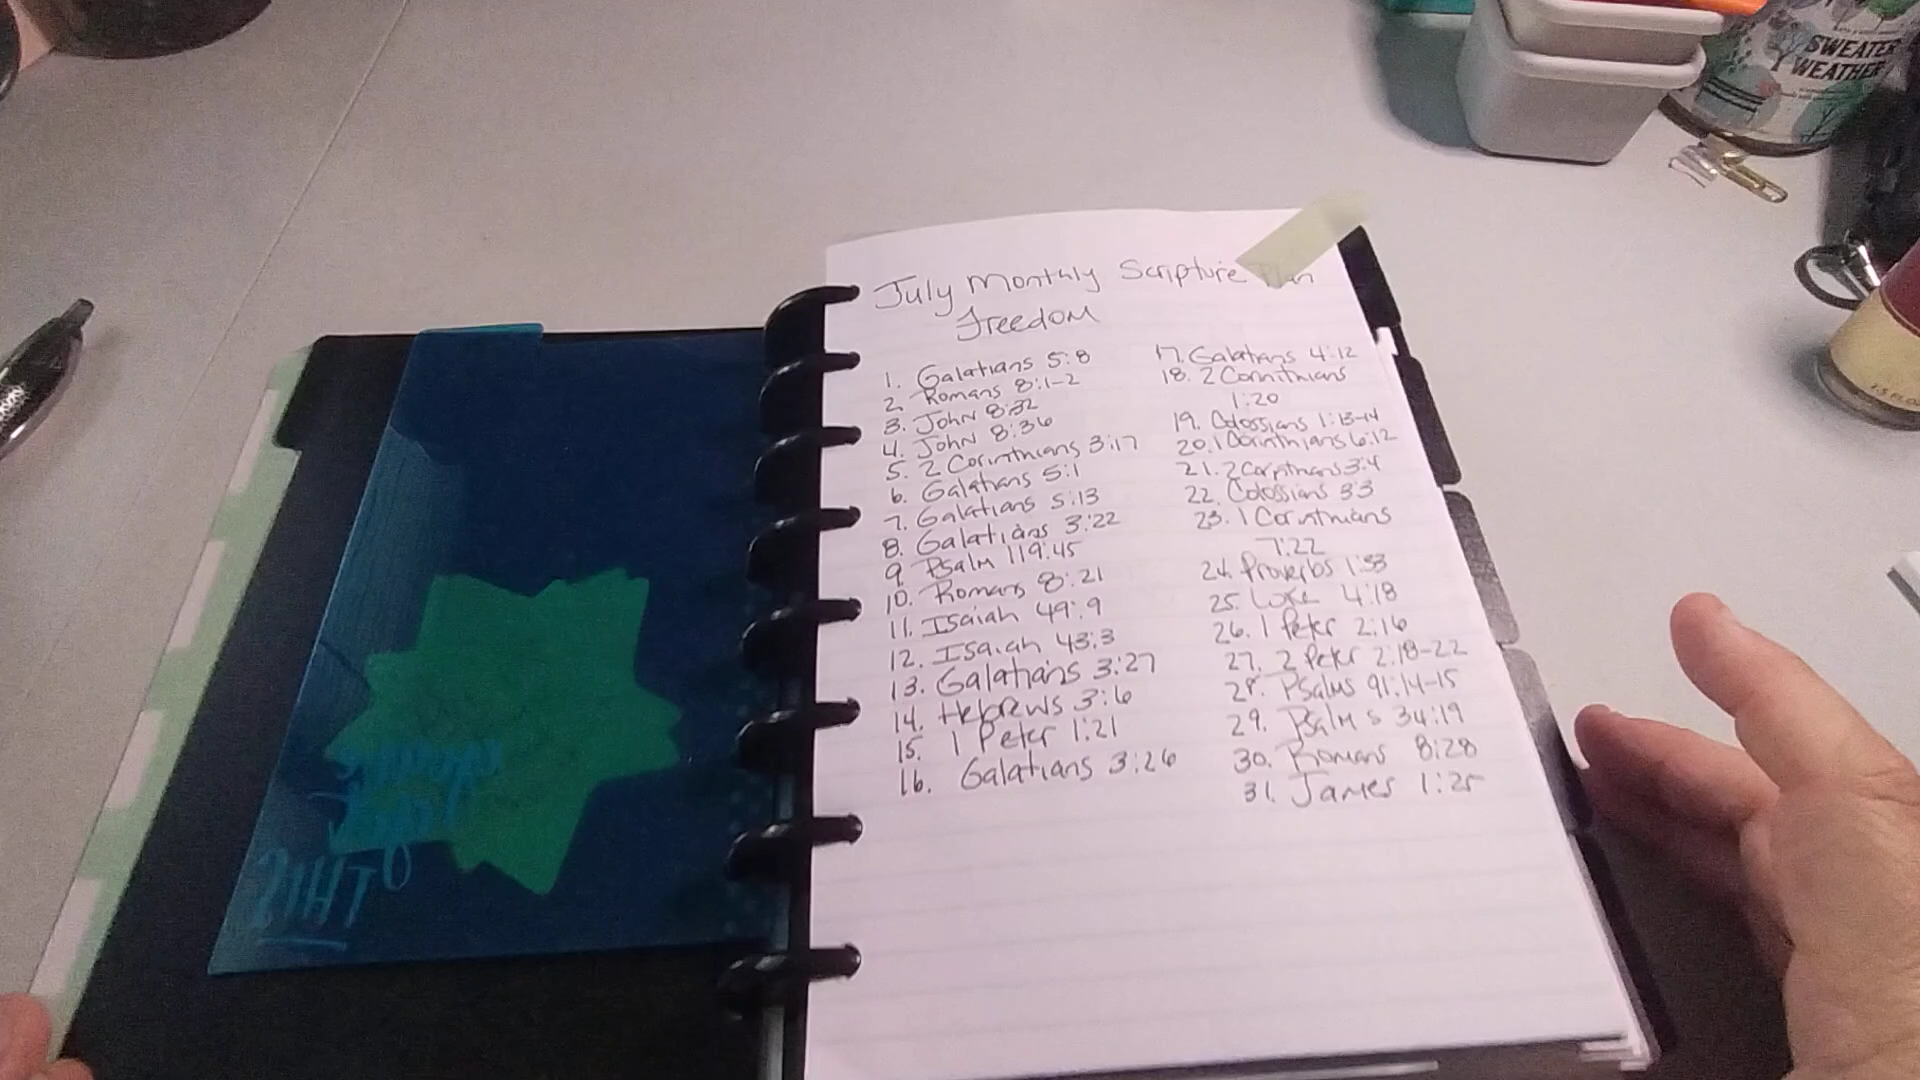 July Monthly Scripture Plan
Freedom
1. Galatians 5:8
2. Romans 8:1-2
3. John 8:32
4. John 8:36
5. 2 Corinthians 3:17
6. Galatians 5:1
7. Galatians 5:13
8. Galatians 3:22
9. Psalm 119:45
10. Romans 8:21
11. Isaiah 49:9
12. Isaiah 43:3
13. Galatians 3:27
14. Hebrews 3:6
15. 1 Peter 1:21
16. Galatians 3:26
17. Galatians 4:12
18. 2 Corinthians
1:20
19. Colossians 1:13-14
20. 1 Corinthians 6:12
21. 2 Corinthians 3:4
22. Colossians 3:3
23. 1 Corinthians
7:22
24. Proverbs 1:33
25. Luke 4:18
26. 1 Peter 2:16
27. 2 Peter 2:18-22
28. Psalms 91:14-15
29. Psalms 34:19
30. Romans 8:28
31. James 1:25
SWEATER
WEATHER
THIS